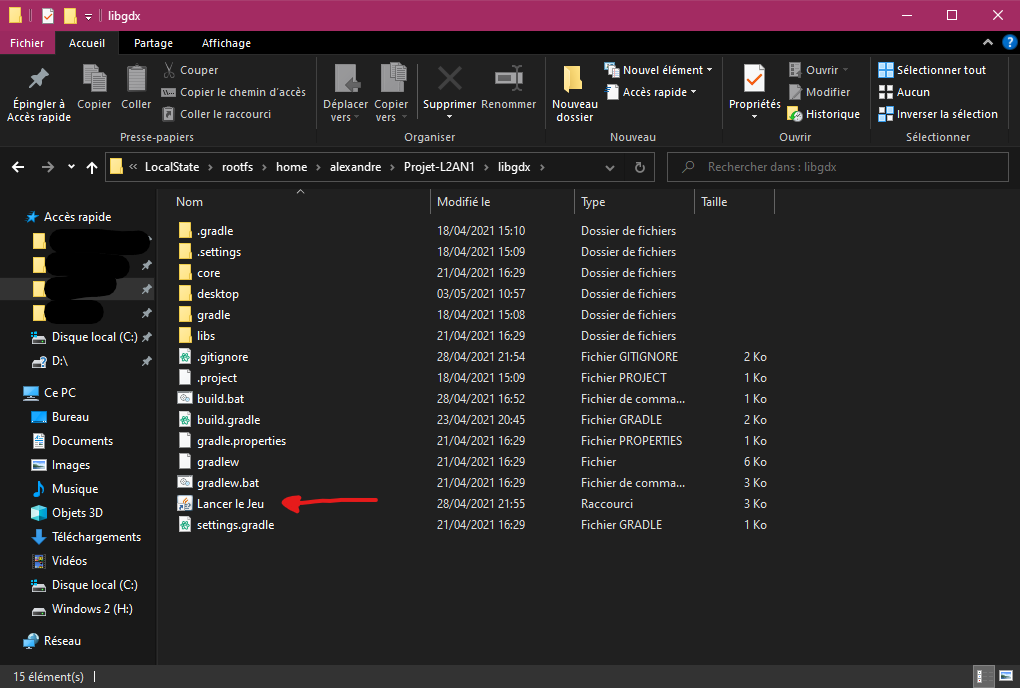 libgdx
Fichier Accueil Partage Affichage
Épingler à Accès rapide
Copier
Coller
Couper
Copier le chemin d'accès
Coller le raccourci
Presse-papiers
Déplacer vers
Copier vers
Supprimer
Renommer
Organiser
Nouveau dossier
Nouvel élément
Accès rapide
Nouveau
Propriétés
Ouvrir
Modifier
Historique
Ouvrir
Sélectionner tout
Aucun
Inverser la sélection
Sélectionner
« LocalState > rootfs > home > alexandre > Projet-L2AN1 > libgdx >
Rechercher dans : libgdx
Accès rapide
Disque local (C:)
D:\
Ce PC
Bureau
Documents
Images
Musique
Objets 3D
Téléchargements
Vidéos
Disque local (C:)
Windows 2 (H:)
Réseau
Nom Modifié le Type Taille
.gradle 18/04/2021 15:10 Dossier de fichiers
.settings 18/04/2021 15:09 Dossier de fichiers
core 21/04/2021 16:29 Dossier de fichiers
desktop 03/05/2021 10:57 Dossier de fichiers
gradle 18/04/2021 15:08 Dossier de fichiers
libs 21/04/2021 16:29 Dossier de fichiers
.gitignore 28/04/2021 21:54 Fichier GITIGNORE 2 Ko
.project 18/04/2021 15:09 Fichier PROJECT 1 Ko
build.bat 28/04/2021 16:52 Fichier de comma... 1 Ko
build.gradle 23/04/2021 20:45 Fichier GRADLE 2 Ko
gradle.properties 21/04/2021 16:29 Fichier PROPERTIES 1 Ko
gradlew 21/04/2021 16:29 Fichier 6 Ko
gradlew.bat 21/04/2021 16:29 Fichier de comma... 3 Ko
Lancer le Jeu 28/04/2021 21:55 Raccourci 3 Ko
settings.gradle 21/04/2021 16:29 Fichier GRADLE 1 Ko
15 élément(s)